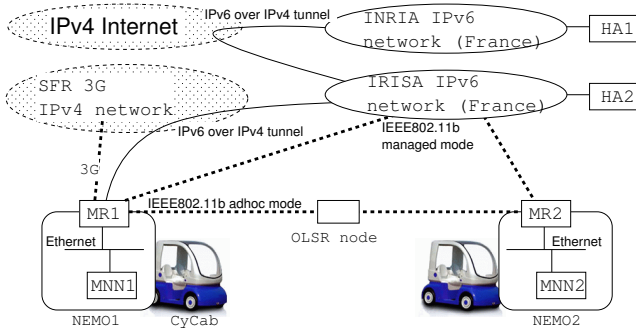 IPv6 over IPv4 tunnel
IPv4 Internet
INRIA IPv6
network (France)
HA1
SFR 3G
IPv4 network
IRISA IPv6
network (France)
HA2
IPv6 over IPv4 tunnel
IEEE802.11b
managed mode
3G
MR1
IEEE802.11b adhoc mode
MR2
OLSR node
Ethernet
Ethernet
MNN1
MNN2
NEMO1
CyCab
NEMO2